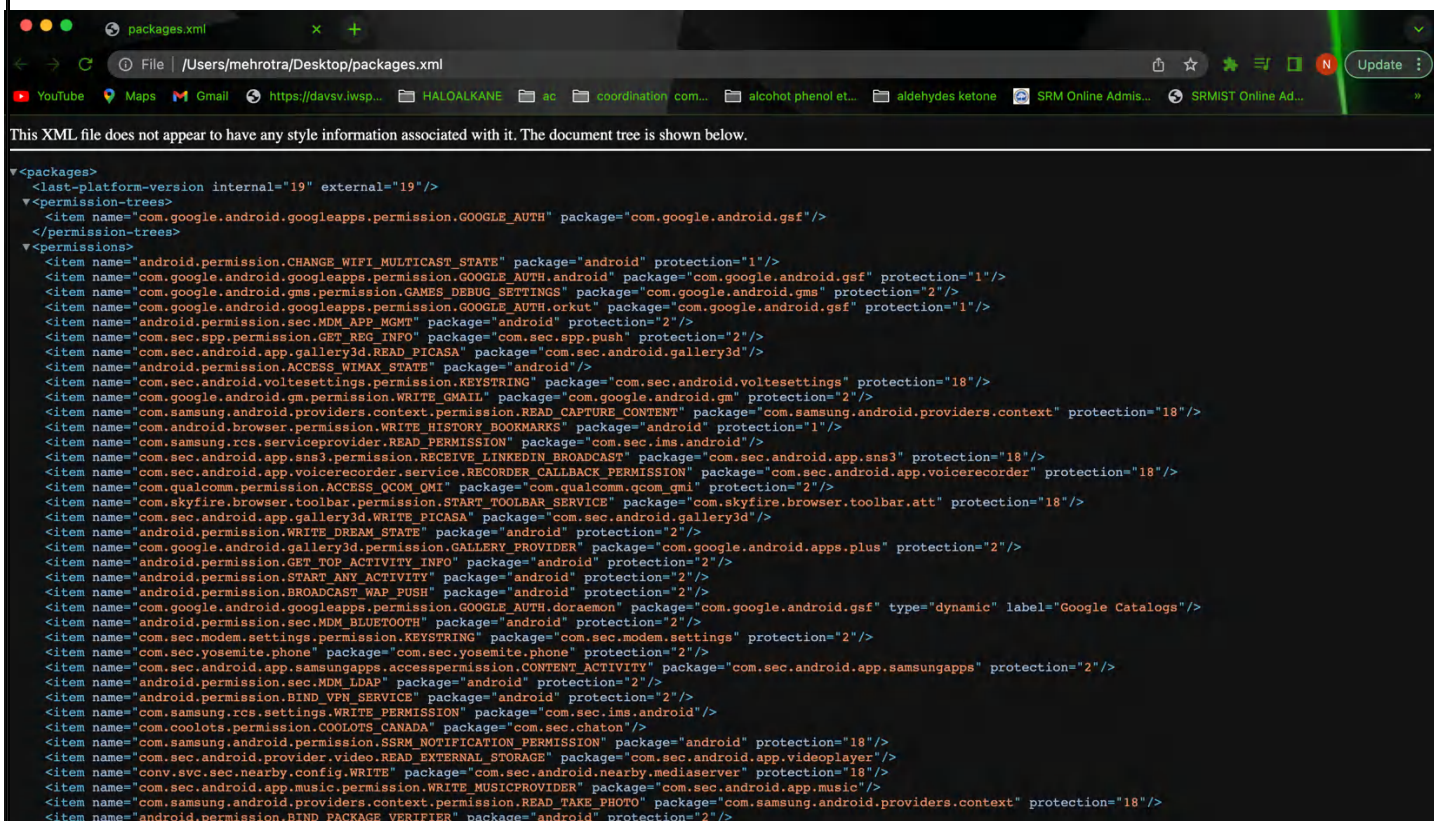 packages.xml
File | /Users/mehrotra/Desktop/packages.xml
N
Update
YouTube Maps Gmail https://davsv.iwsp... HALOALKANE ac coordination com... alcohot phenol et... aldehydes ketone SRM Online Admis... SRMIST Online Ad... »
This XML file does not appear to have any style information associated with it. The document tree is shown below.
▼<packages>
<last-platform-version internal="19" external="19"/>
▼<permission-trees>
<item name="com.google.android.googleapps.permission.GOOGLE_AUTH" package="com.google.android.gsf"/>
</permission-trees>
▼<permissions>
<item name="android.permission.CHANGE_WIFI_MULTICAST_STATE" package="android" protection="1"/>
<item name="com.google.android.googleapps.permission.GOOGLE_AUTH.android" package="com.google.android.gsf" protection="1"/>
<item name="com.google.android.gms.permission.GAMES_DEBUG_SETTINGS" package="com.google.android.gms" protection="2"/>
<item name="com.google.android.googleapps.permission.GOOGLE_AUTH.orkut" package="com.google.android.gsf" protection="1"/>
<item name="android.permission.sec.MDM_APP_MGMT" package="android" protection="2"/>
<item name="com.sec.spp.permission.GET_REG_INFO" package="com.sec.spp.push" protection="2"/>
<item name="com.sec.android.app.gallery3d.READ_PICASA" package="com.sec.android.gallery3d"/>
<item name="android.permission.ACCESS_WIMAX_STATE" package="android"/>
<item name="com.sec.android.voltesettings.permission.KEYSTRING" package="com.sec.android.voltesettings" protection="18"/>
<item name="com.google.android.gm.permission.WRITE_GMAIL" package="com.google.android.gm" protection="2"/>
<item name="com.samsung.android.providers.context.permission.READ_CAPTURE_CONTENT" package="com.samsung.android.providers.context" protection="18"/>
<item name="com.android.browser.permission.WRITE_HISTORY_BOOKMARKS" package="android" protection="1"/>
<item name="com.samsung.rcs.serviceprovider.READ_PERMISSION" package="com.sec.ims.android"/>
<item name="com.sec.android.app.sns3.permission.RECEIVE_LINKEDIN_BROADCAST" package="com.sec.android.app.sns3" protection="18"/>
<item name="com.sec.android.app.voicerecorder.service.RECORDER_CALLBACK_PERMISSION" package="com.sec.android.app.voicerecorder" protection="18"/>
<item name="com.qualcomm.permission.ACCESS_QCOM_QMI" package="com.qualcomm.qcom_qmi" protection="2"/>
<item name="com.skyfire.browser.toolbar.permission.START_TOOLBAR_SERVICE" package="com.skyfire.browser.toolbar.att" protection="18"/>
<item name="com.sec.android.app.gallery3d.WRITE_PICASA" package="com.sec.android.gallery3d"/>
<item name="android.permission.WRITE_DREAM_STATE" package="android" protection="2"/>
<item name="com.google.android.gallery3d.permission.GALLERY_PROVIDER" package="com.google.android.apps.plus" protection="2"/>
<item name="android.permission.GET_TOP_ACTIVITY_INFO" package="android" protection="2"/>
<item name="android.permission.START_ANY_ACTIVITY" package="android" protection="2"/>
<item name="android.permission.BROADCAST_WAP_PUSH" package="android" protection="2"/>
<item name="com.google.android.googleapps.permission.GOOGLE_AUTH.doraemon" package="com.google.android.gsf" type="dynamic" label="Google Catalogs"/>
<item name="android.permission.sec.MDM_BLUETOOTH" package="android" protection="2"/>
<item name="com.sec.modem.settings.permission.KEYSTRING" package="com.sec.modem.settings" protection="2"/>
<item name="com.sec.yosemite.phone" package="com.sec.yosemite.phone" protection="2"/>
<item name="com.sec.android.app.samsungapps.accesspermission.CONTENT_ACTIVITY" package="com.sec.android.app.samsungapps" protection="2"/>
<item name="android.permission.sec.MDM_LDAP" package="android" protection="2"/>
<item name="android.permission.BIND_VPN_SERVICE" package="android" protection="2"/>
<item name="com.samsung.rcs.settings.WRITE_PERMISSION" package="com.sec.ims.android"/>
<item name="com.coolots.permission.COOLOTS_CANADA" package="com.sec.chaton"/>
<item name="com.samsung.android.permission.SSRM_NOTIFICATION_PERMISSION" package="android" protection="18"/>
<item name="com.samsung.android.provider.video.READ_EXTERNAL_STORAGE" package="com.sec.android.app.videoplayer"/>
<item name="conv.svc.sec.nearby.config.WRITE" package="com.sec.android.nearby.mediaserver" protection="18"/>
<item name="com.sec.android.app.music.permission.WRITE_MUSICPROVIDER" package="com.sec.android.app.music"/>
<item name="com.samsung.android.providers.context.permission.READ_TAKE_PHOTO" package="com.samsung.android.providers.context" protection="18"/>
<item name="android.permission.BIND_PACKAGE_VERIFIER" package="android" protection="2"/>